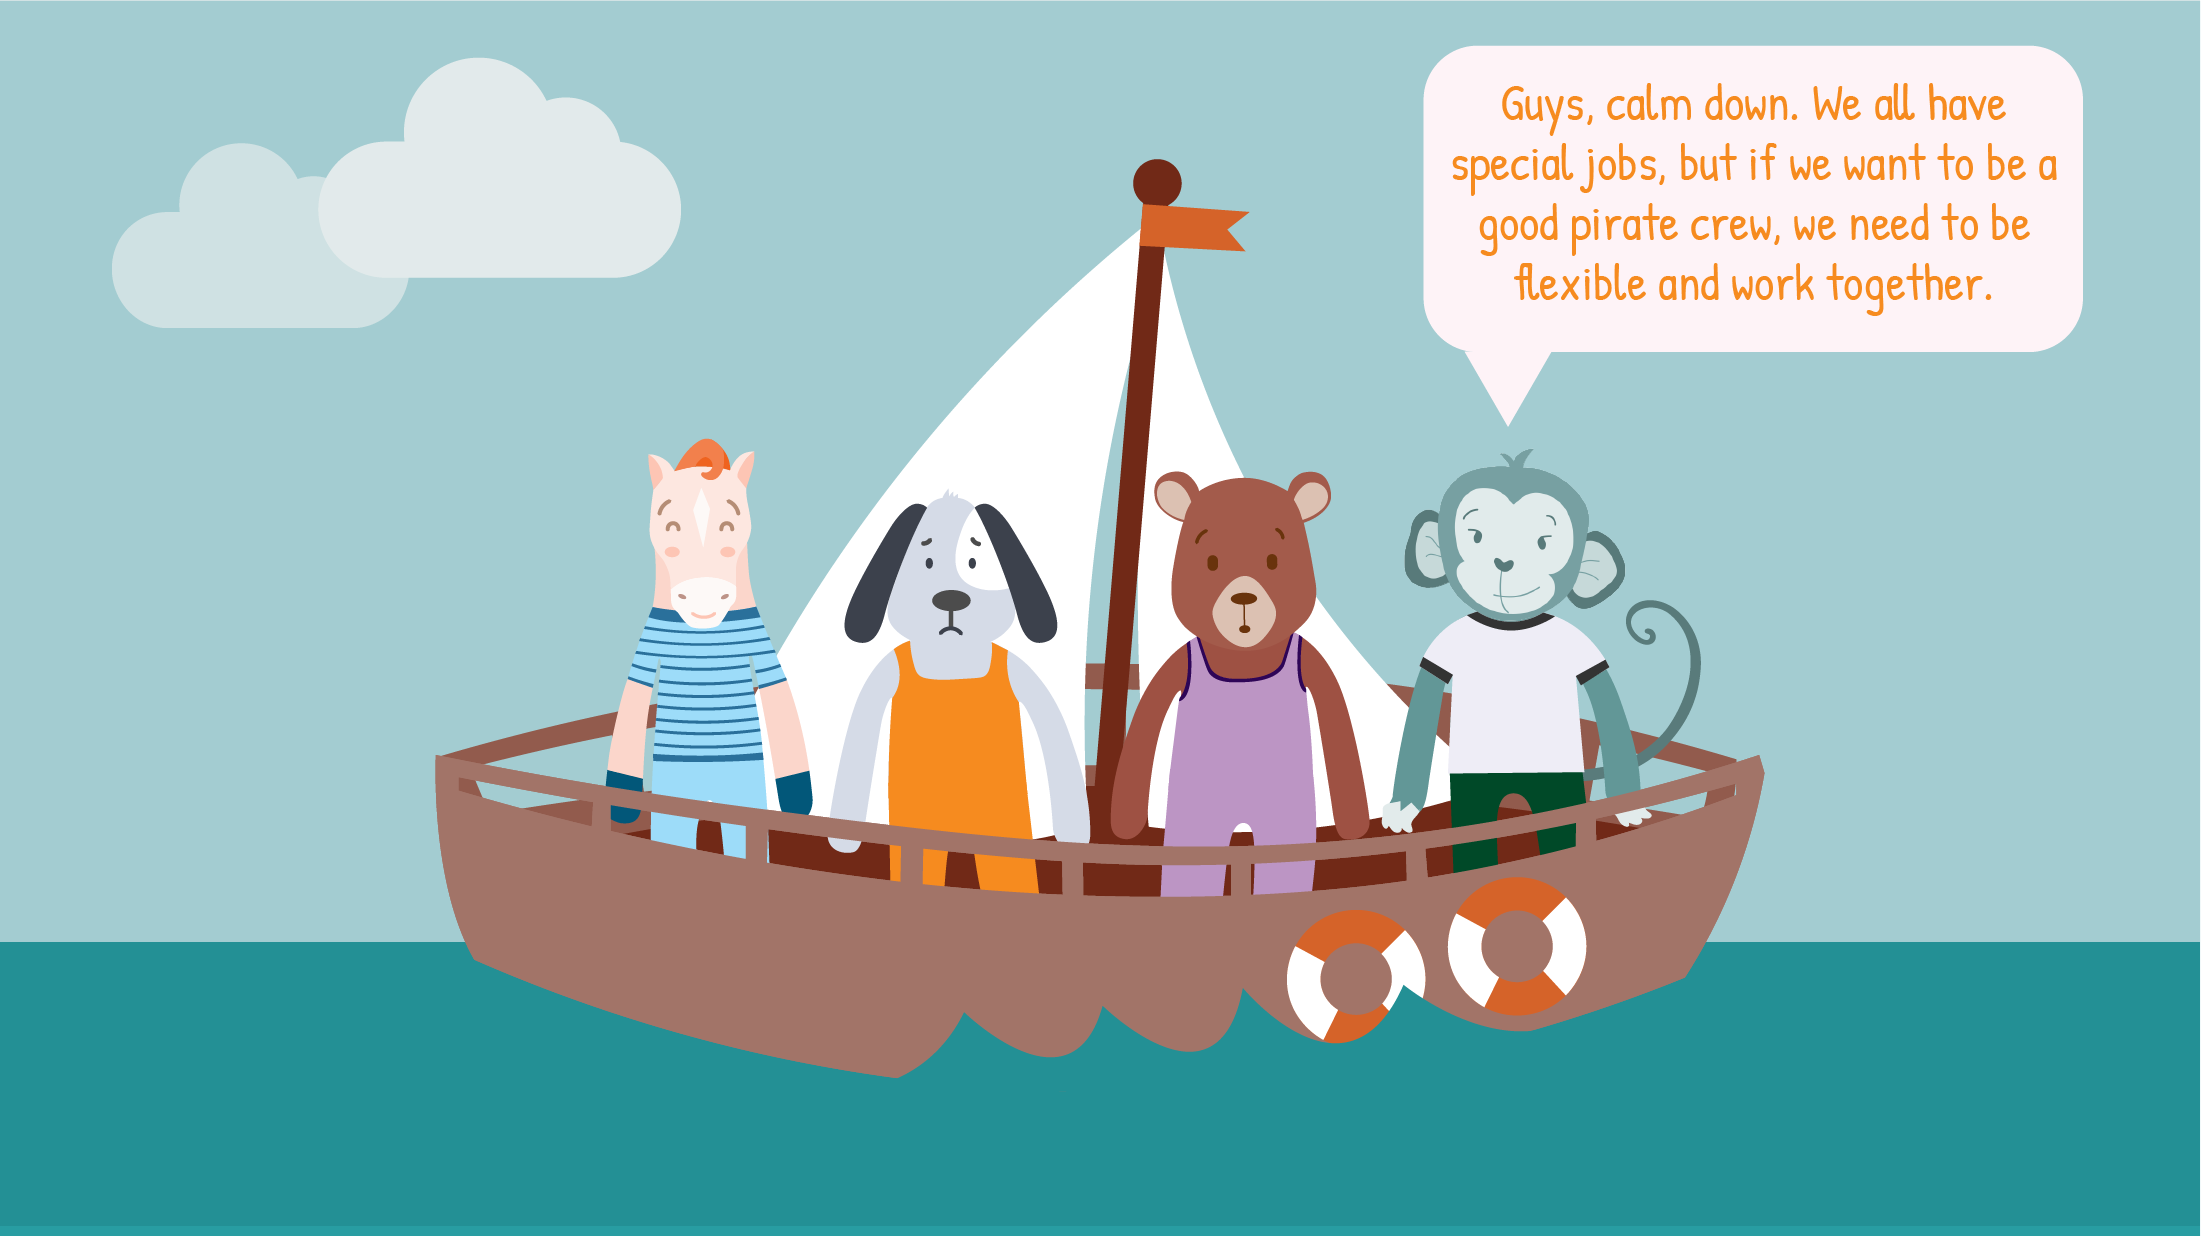 Guys, calm down. We all have
special jobs, but if we want to be a
good pirate crew, we need to be
flexible and work together.